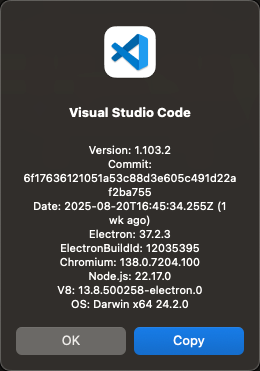 Visual Studio Code
Version: 1.103.2
Commit:
6f17636121051a53c88d3e605c491d22a
f2ba755
Date: 2025-08-20T16:45:34.255Z (1
wk ago)
Electron: 37.2.3
ElectronBuildId: 12035395
Chromium: 138.0.7204.100
Node.js: 22.17.0
V8: 13.8.500258-electron.0
OS: Darwin x64 24.2.0
OK
Copy